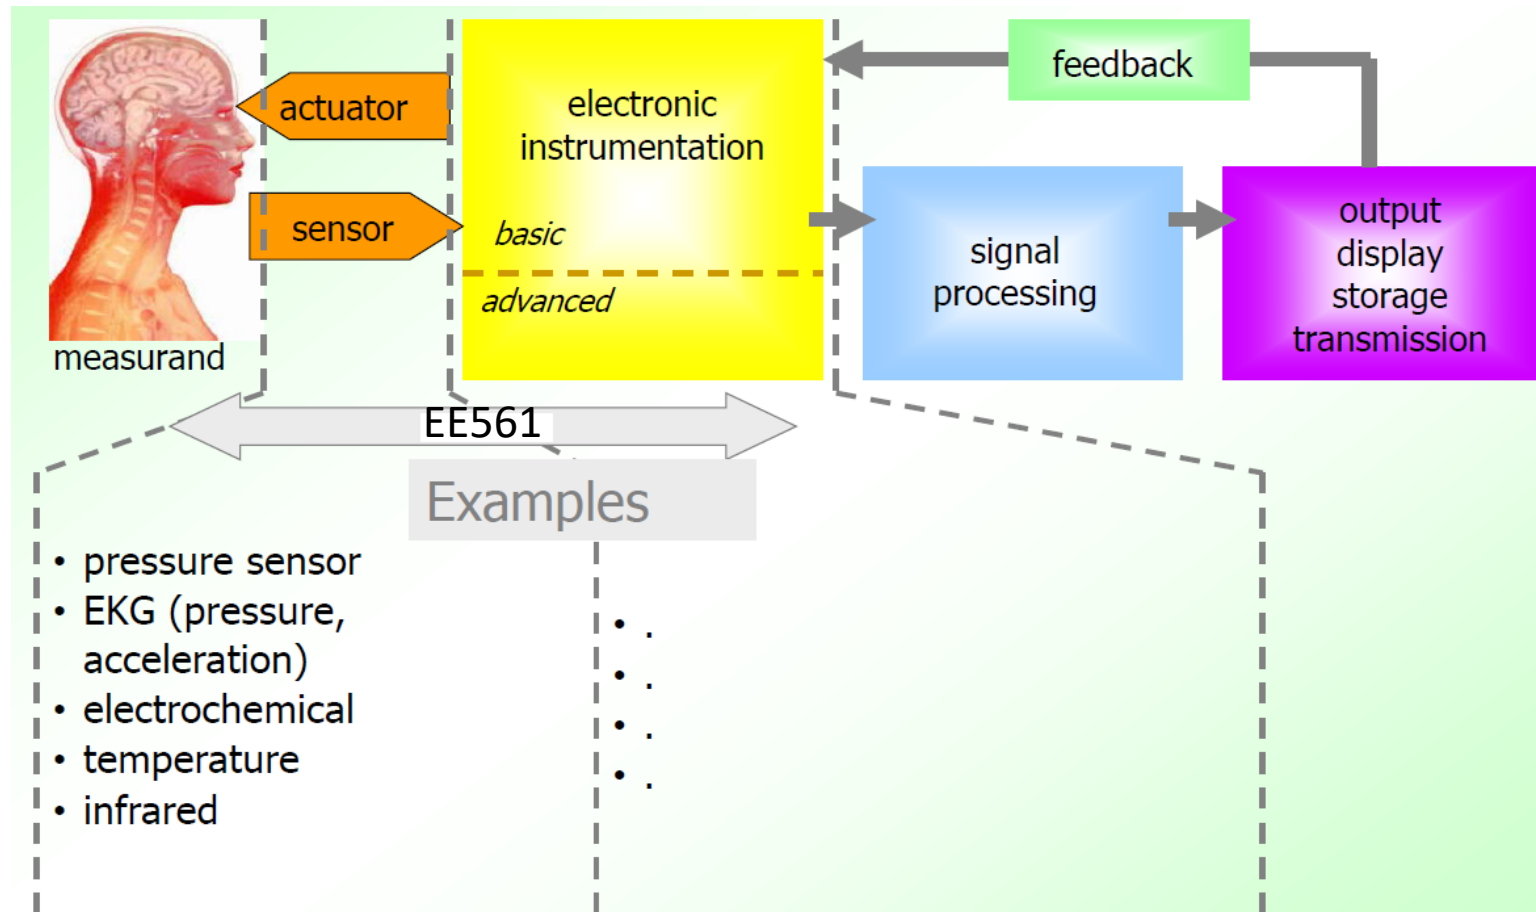 actuator
sensor
measurand
electronic
instrumentation
basic
advanced
feedback
signal
processing
output
display
storage
transmission
EE561
Examples
• pressure sensor
• EKG (pressure,
acceleration)
• electrochemical
• temperature
• infrared
• .
• .
• .
• .